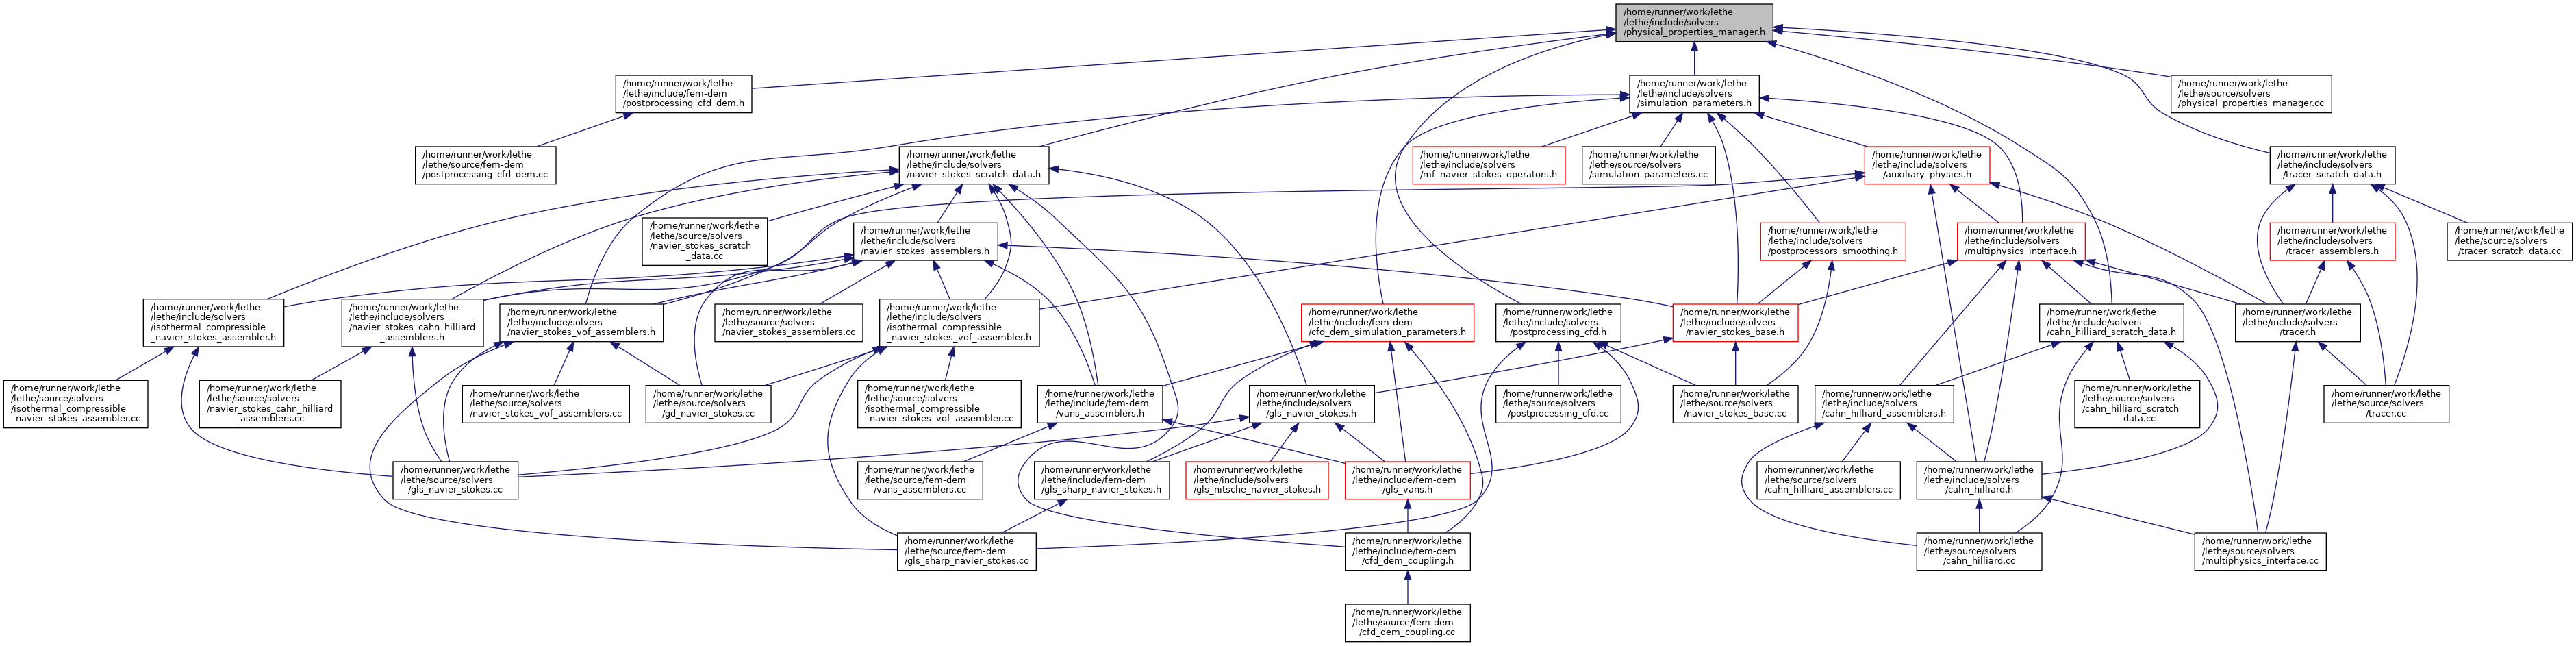 /home/runner/work/lethe
/lethe/include/solvers
/physical_properties_manager.h
/home/runner/work/lethe
/lethe/include/fem-dem
/postprocessing_cfd_dem.h
/home/runner/work/lethe
/lethe/include/solvers
/simulation_parameters.h
/home/runner/work/lethe
/lethe/source/solvers
/physical_properties_manager.cc
/home/runner/work/lethe
/lethe/source/fem-dem
/postprocessing_cfd_dem.cc
/home/runner/work/lethe
/lethe/include/solvers
/navier_stokes_scratch_data.h
/home/runner/work/lethe
/lethe/include/solvers
/mf_navier_stokes_operators.h
/home/runner/work/lethe
/lethe/source/solvers
/simulation_parameters.cc
/home/runner/work/lethe
/lethe/include/solvers
/auxiliary_physics.h
/home/runner/work/lethe
/lethe/include/solvers
/tracer_scratch_data.h
/home/runner/work/lethe
/lethe/source/solvers
/navier_stokes_scratch
_data.cc
/home/runner/work/lethe
/lethe/include/solvers
/navier_stokes_assemblers.h
/home/runner/work/lethe
/lethe/include/solvers
/postprocessors_smoothing.h
/home/runner/work/lethe
/lethe/include/solvers
/multiphysics_interface.h
/home/runner/work/lethe
/lethe/include/solvers
/tracer_assemblers.h
/home/runner/work/lethe
/lethe/source/solvers
/tracer_scratch_data.cc
/home/runner/work/lethe
/lethe/include/solvers
/isothermal_compressible
_navier_stokes_assembler.h
/home/runner/work/lethe
/lethe/include/solvers
/navier_stokes_cahn_hilliard
_assemblers.h
/home/runner/work/lethe
/lethe/include/solvers
/navier_stokes_vof_assemblers.h
/home/runner/work/lethe
/lethe/source/solvers
/navier_stokes_assemblers.cc
/home/runner/work/lethe
/lethe/include/solvers
/isothermal_compressible
_navier_stokes_vof_assembler.h
/home/runner/work/lethe
/lethe/include/fem-dem
/cfd_dem_simulation_parameters.h
/home/runner/work/lethe
/lethe/include/solvers
/postprocessing_cfd.h
/home/runner/work/lethe
/lethe/include/solvers
/navier_stokes_base.h
/home/runner/work/lethe
/lethe/include/solvers
/cahn_hilliard_scratch_data.h
/home/runner/work/lethe
/lethe/include/solvers
/tracer.h
/home/runner/work/lethe
/lethe/source/solvers
/isothermal_compressible
_navier_stokes_assembler.cc
/home/runner/work/lethe
/lethe/source/solvers
/navier_stokes_cahn_hilliard
_assemblers.cc
/home/runner/work/lethe
/lethe/source/solvers
/navier_stokes_vof_assemblers.cc
/home/runner/work/lethe
/lethe/source/solvers
/gd_navier_stokes.cc
/home/runner/work/lethe
/lethe/source/solvers
/isothermal_compressible
_navier_stokes_vof_assembler.cc
/home/runner/work/lethe
/lethe/include/fem-dem
/vans_assemblers.h
/home/runner/work/lethe
/lethe/include/solvers
/gls_navier_stokes.h
/home/runner/work/lethe
/lethe/source/solvers
/postprocessing_cfd.cc
/home/runner/work/lethe
/lethe/source/solvers
/navier_stokes_base.cc
/home/runner/work/lethe
/lethe/include/solvers
/cahn_hilliard_assemblers.h
/home/runner/work/lethe
/lethe/source/solvers
/cahn_hilliard_scratch
_data.cc
/home/runner/work/lethe
/lethe/source/solvers
/tracer.cc
/home/runner/work/lethe
/lethe/source/solvers
/gls_navier_stokes.cc
/home/runner/work/lethe
/lethe/source/fem-dem
/vans_assemblers.cc
/home/runner/work/lethe
/lethe/include/fem-dem
/gls_sharp_navier_stokes.h
/home/runner/work/lethe
/lethe/include/solvers
/gls_nitsche_navier_stokes.h
/home/runner/work/lethe
/lethe/include/fem-dem
/gls_vans.h
/home/runner/work/lethe
/lethe/source/solvers
/cahn_hilliard_assemblers.cc
/home/runner/work/lethe
/lethe/include/solvers
/cahn_hilliard.h
/home/runner/work/lethe
/lethe/source/fem-dem
/gls_sharp_navier_stokes.cc
/home/runner/work/lethe
/lethe/include/fem-dem
/cfd_dem_coupling.h
/home/runner/work/lethe
/lethe/source/solvers
/cahn_hilliard.cc
/home/runner/work/lethe
/lethe/source/solvers
/multiphysics_interface.cc
/home/runner/work/lethe
/lethe/source/fem-dem
/cfd_dem_coupling.cc